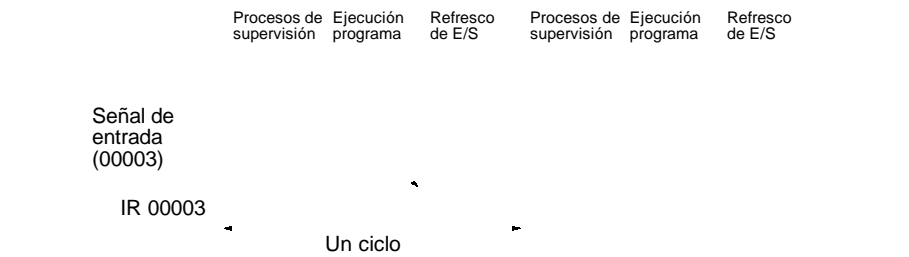 Procesos de supervisión
Ejecución programa
Refresco de E/S
Procesos de supervisión
Ejecución programa
Refresco de E/S
Señal de
entrada
(00003)
IR 00003
Un ciclo